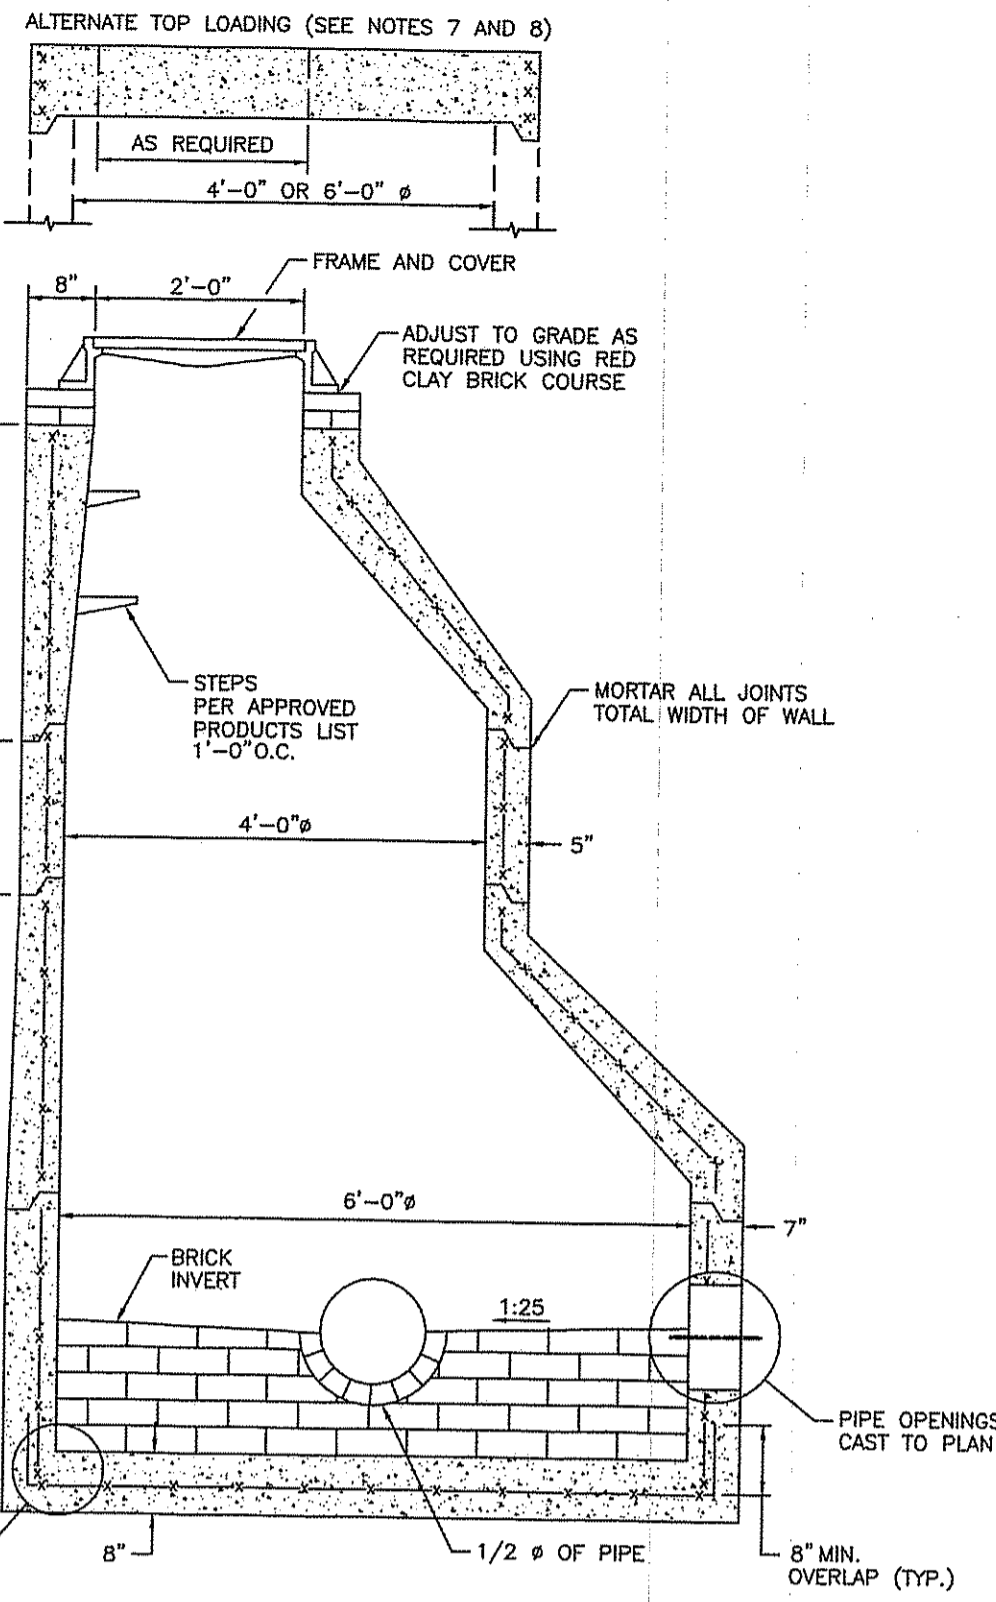 ALTERNATE TOP LOADING (SEE NOTES 7 AND 8)
AS REQUIRED
4'-0" OR 6'-0" ø
FRAME AND COVER
8"
2'-0"
ADJUST TO GRADE AS
REQUIRED USING RED
CLAY BRICK COURSE
STEPS
PER APPROVED
PRODUCTS LIST
1'-0"O.C.
MORTAR ALL JOINTS
TOTAL WIDTH OF WALL
4'-0"ø
5"
6'-0"ø
7"
BRICK
INVERT
1:25
PIPE OPENINGS
CAST TO PLAN
8"
1/2 ø OF PIPE
8" MIN.
OVERLAP (TYP.)